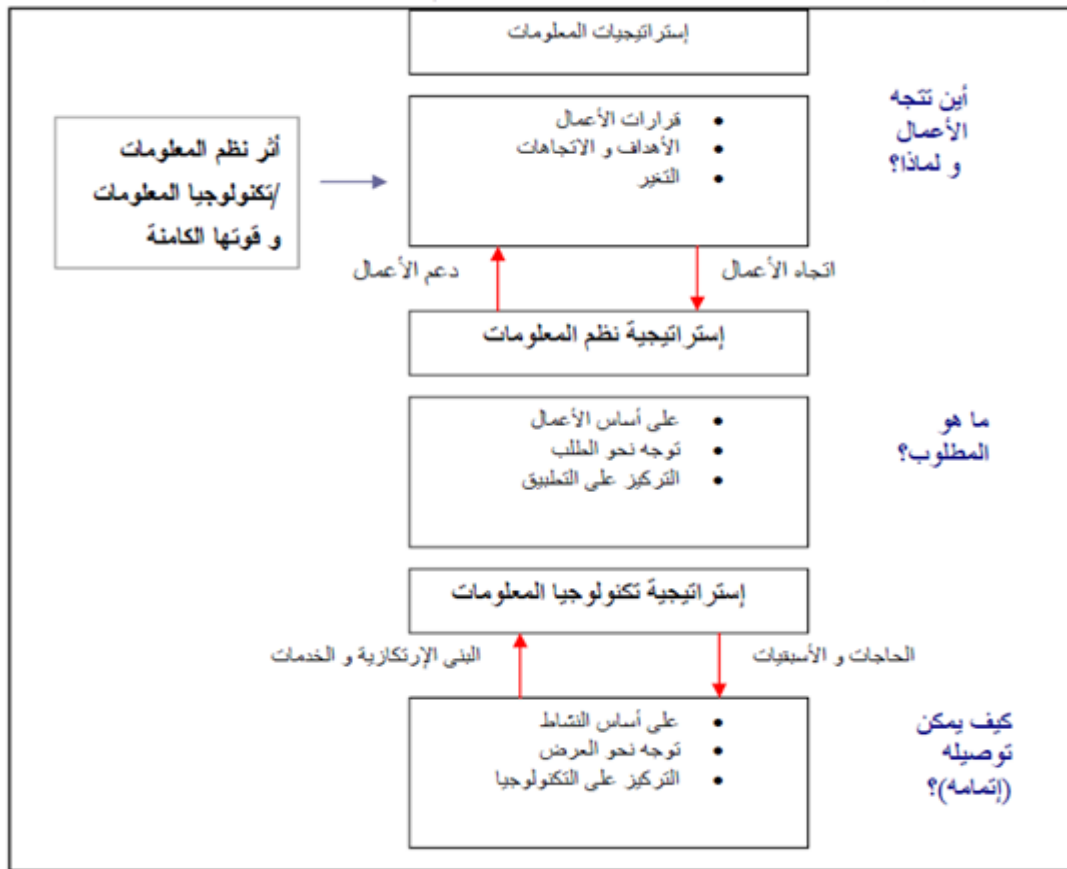 إستراتيجيات المعلومات
أين تتجه
الأعمال
و لماذا؟
• قرارات الأعمال
• الأهداف و الاتجاهات
• التغير
أثر نظم المعلومات
/تكنولوجيا المعلومات
و قوتها الكامنة
اتجاه الأعمال
دعم الأعمال
إستراتيجية نظم المعلومات
ما هو
المطلوب؟
• على أساس الأعمال
• توجه نحو الطلب
• التركيز على التطبيق
إستراتيجية تكنولوجيا المعلومات
الحاجات و الأسبقيات
البنى الإرتكازية و الخدمات
كيف يمكن
توصيله
(إتمامه)؟
• على أساس النشاط
• توجه نحو العرض
• التركيز على التكنولوجيا